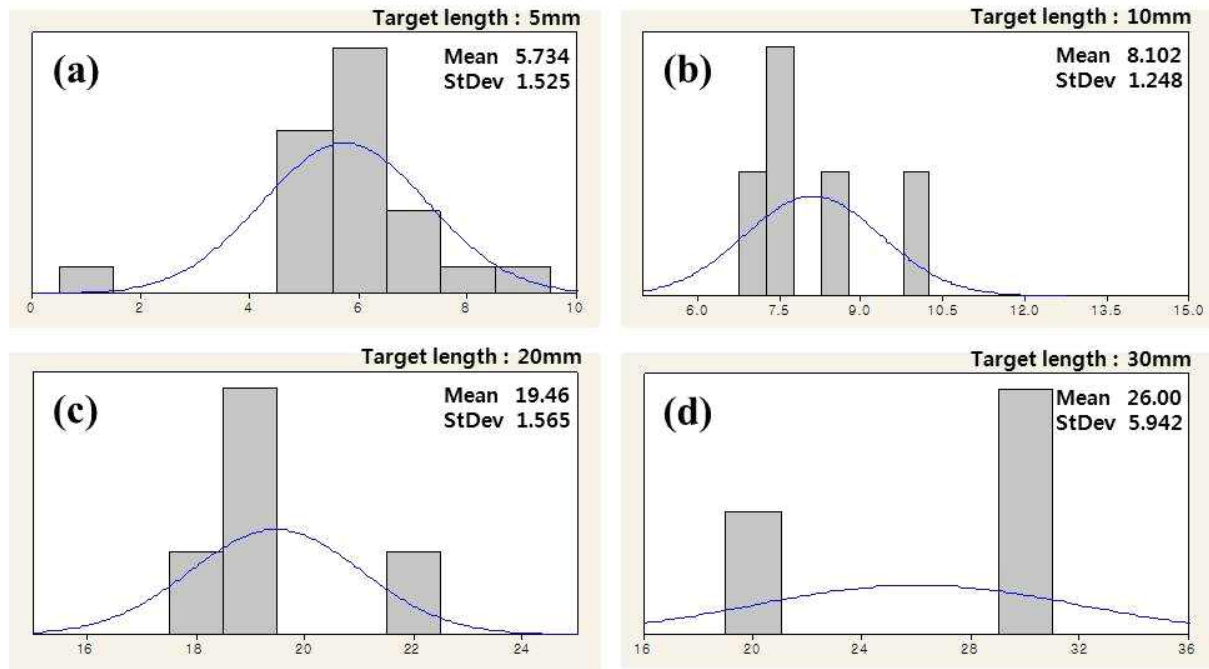 Target length : 5mm
(a)
Mean 5.734
StDev 1.525
0 2 4 6 8 10
Target length : 10mm
(b)
Mean 8.102
StDev 1.248
6.0 7.5 9.0 10.5 12.0 13.5 15.0
Target length : 20mm
(c)
Mean 19.46
StDev 1.565
16 18 20 22 24
Target length : 30mm
(d)
Mean 26.00
StDev 5.942
16 20 24 28 32 36